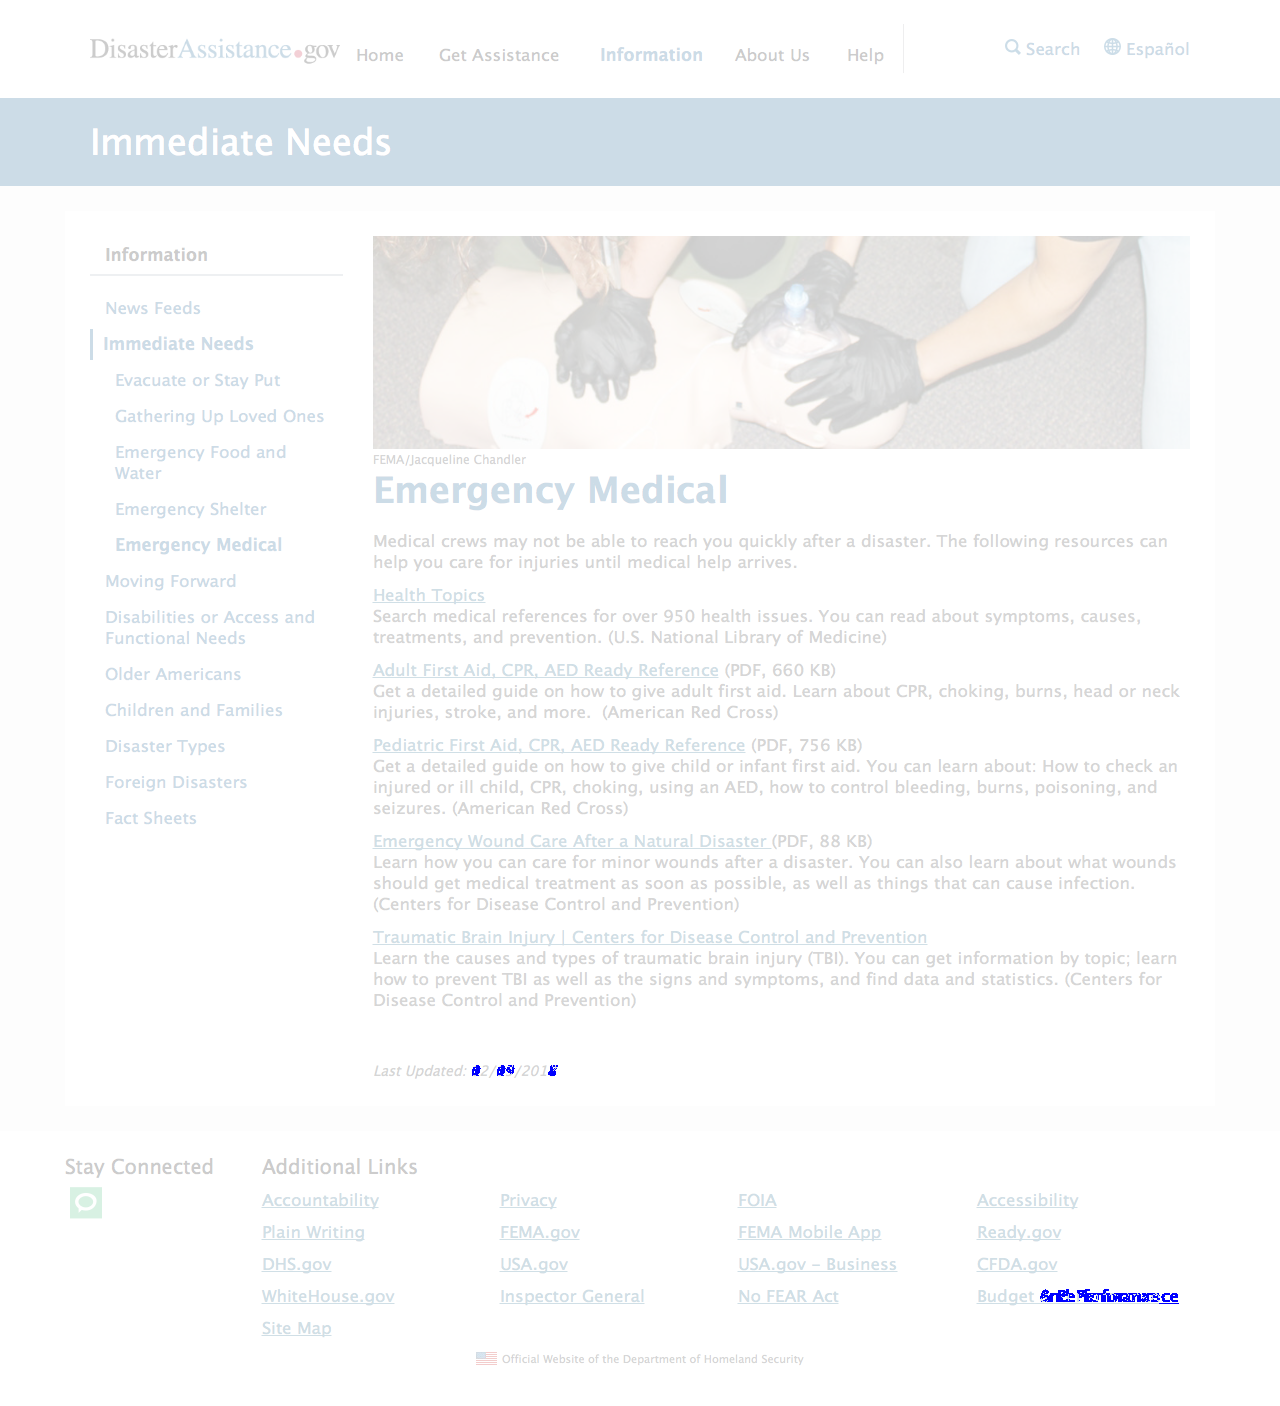 DisasterAssistance.gov Home Get Assistance Information About Us Help Search Español
Immediate Needs
Information
News Feeds
Immediate Needs
Evacuate or Stay Put
Gathering Up Loved Ones
Emergency Food and
Water
Emergency Shelter
Emergency Medical
Moving Forward
Disabilities or Access and
Functional Needs
Older Americans
Children and Families
Disaster Types
Foreign Disasters
Fact Sheets
FEMA/Jacqueline Chandler
Emergency Medical
Medical crews may not be able to reach you quickly after a disaster. The following resources can
help you care for injuries until medical help arrives.
Health Topics
Search medical references for over 950 health issues. You can read about symptoms, causes,
treatments, and prevention. (U.S. National Library of Medicine)
Adult First Aid, CPR, AED Ready Reference (PDF, 660 KB)
Get a detailed guide on how to give adult first aid. Learn about CPR, choking, burns, head or neck
injuries, stroke, and more. (American Red Cross)
Pediatric First Aid, CPR, AED Ready Reference (PDF, 756 KB)
Get a detailed guide on how to give child or infant first aid. You can learn about: How to check an
injured or ill child, CPR, choking, using an AED, how to control bleeding, burns, poisoning, and
seizures. (American Red Cross)
Emergency Wound Care After a Natural Disaster (PDF, 88 KB)
Learn how you can care for minor wounds after a disaster. You can also learn about what wounds
should get medical treatment as soon as possible, as well as things that can cause infection.
(Centers for Disease Control and Prevention)
Traumatic Brain Injury | Centers for Disease Control and Prevention
Learn the causes and types of traumatic brain injury (TBI). You can get information by topic; learn
how to prevent TBI as well as the signs and symptoms, and find data and statistics. (Centers for
Disease Control and Prevention)
Last Updated:
Stay Connected
Additional Links
Accountability Privacy FOIA Accessibility
Plain Writing FEMA.gov FEMA Mobile App Ready.gov
DHS.gov USA.gov USA.gov – Business CFDA.gov
WhiteHouse.gov Inspector General No FEAR Act Budget
Site Map
Official Website of the Department of Homeland Security